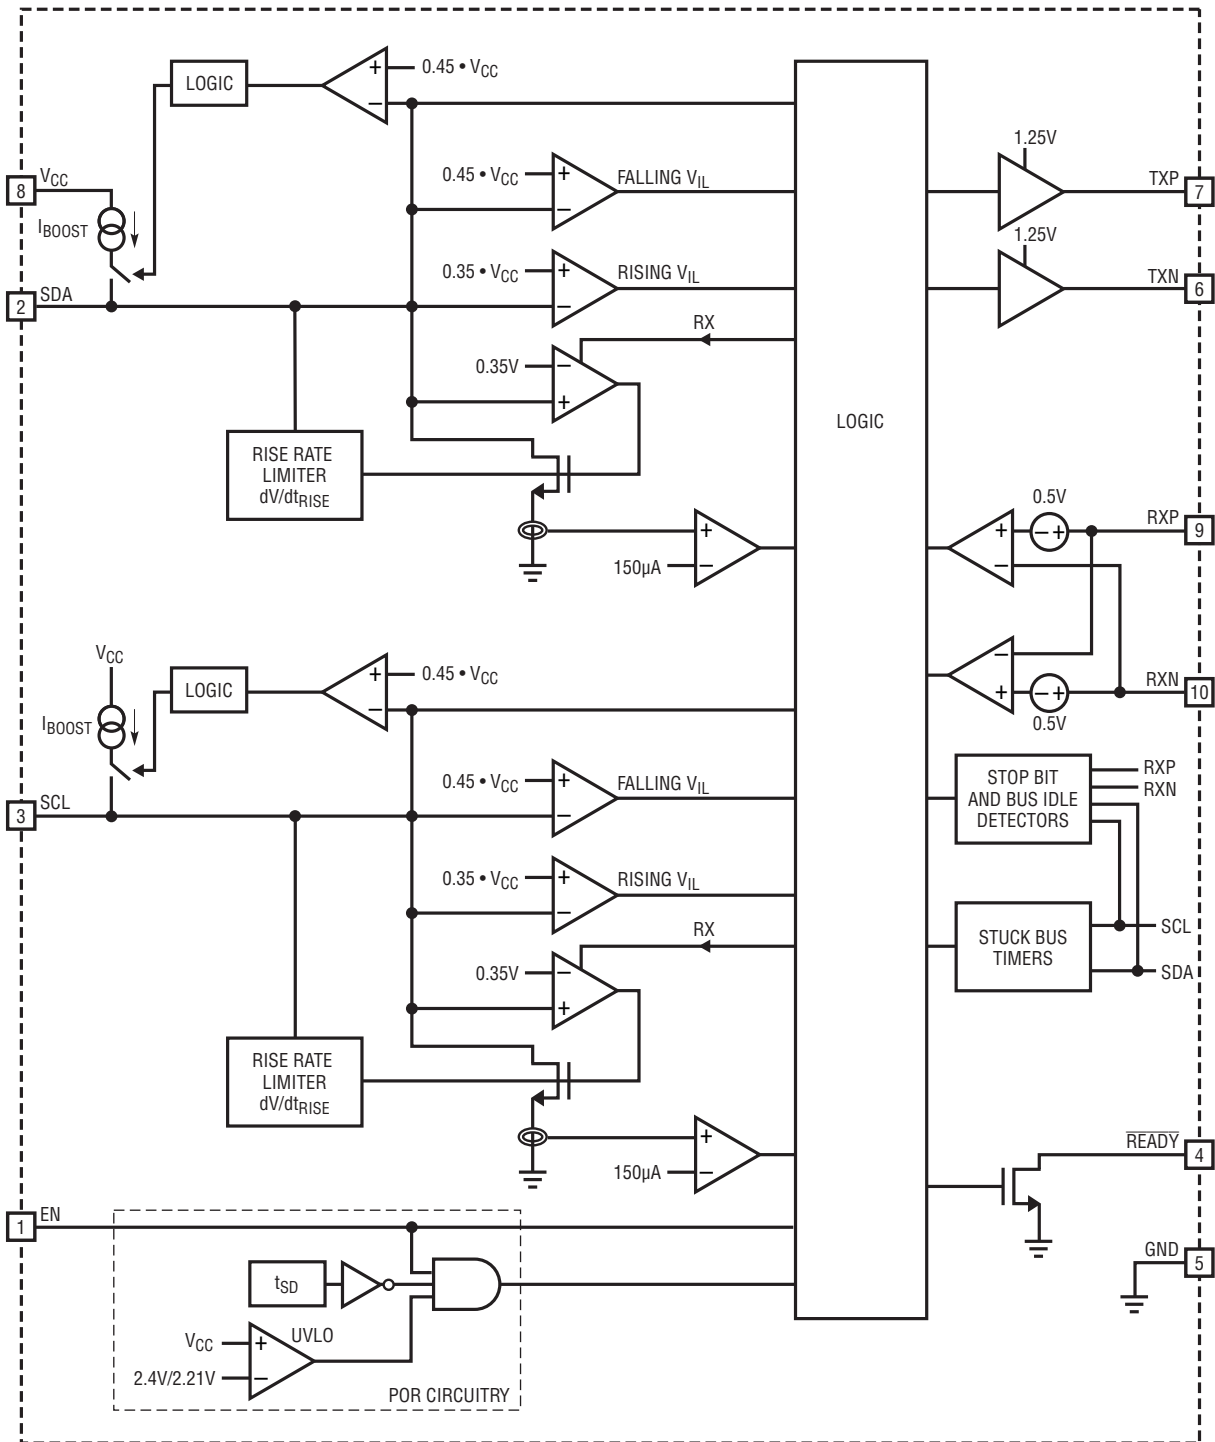 LOGIC
+
0.45 • VCC
−
8
VCC
IBOOST
2
SDA
0.45 • VCC
+
−
FALLING VIL
0.35 • VCC
+
−
RISING VIL
RX
0.35V
−
+
RISE RATE
LIMITER
dV/dtRISE
150µA
+
−
LOGIC
1.25V
TXP
7
1.25V
TXN
6
0.5V
RXP
9
+
− +
−
−
+
− +
RXN
10
0.5V
VCC
LOGIC
+
0.45 • VCC
−
IBOOST
3
SCL
0.45 • VCC
+
−
FALLING VIL
0.35 • VCC
+
−
RISING VIL
RX
0.35V
−
+
RISE RATE
LIMITER
dV/dtRISE
150µA
+
−
STOP BIT
AND BUS IDLE
DETECTORS
RXP
RXN
STUCK BUS
TIMERS
SCL
SDA
READY
4
GND
5
1
EN
tSD
VCC
+
UVLO
2.4V/2.21V
−
POR CIRCUITRY